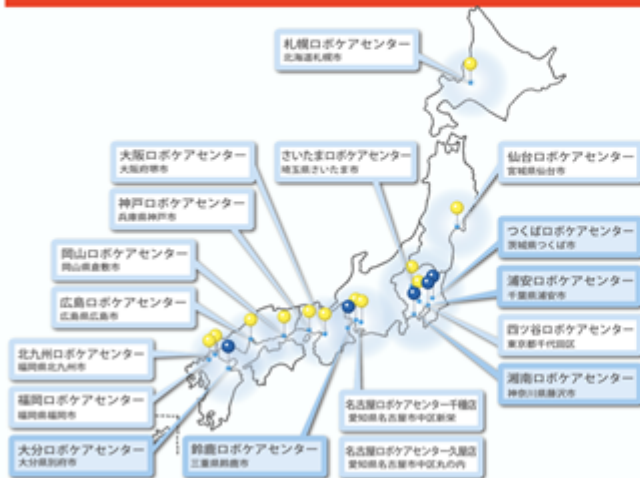 札幌ロボケアセンター
北海道札幌市
大阪ロボケアセンター
大阪府堺市
さいたまロボケアセンター
埼玉県さいたま市
仙台ロボケアセンター
宮城県仙台市
神戸ロボケアセンター
兵庫県神戸市
つくばロボケアセンター
茨城県つくば市
岡山ロボケアセンター
岡山県倉敷市
浦安ロボケアセンター
千葉県浦安市
広島ロボケアセンター
広島県広島市
四ツ谷ロボケアセンター
東京都千代田区
北九州ロボケアセンター
福岡県北九州市
湘南ロボケアセンター
神奈川県藤沢市
福岡ロボケアセンター
福岡県福岡市
名古屋ロボケアセンター千種店
愛知県名古屋市中区新栄
大分ロボケアセンター
大分県別府市
鈴鹿ロボケアセンター
三重県鈴鹿市
名古屋ロボケアセンター久屋店
愛知県名古屋市中区丸の内